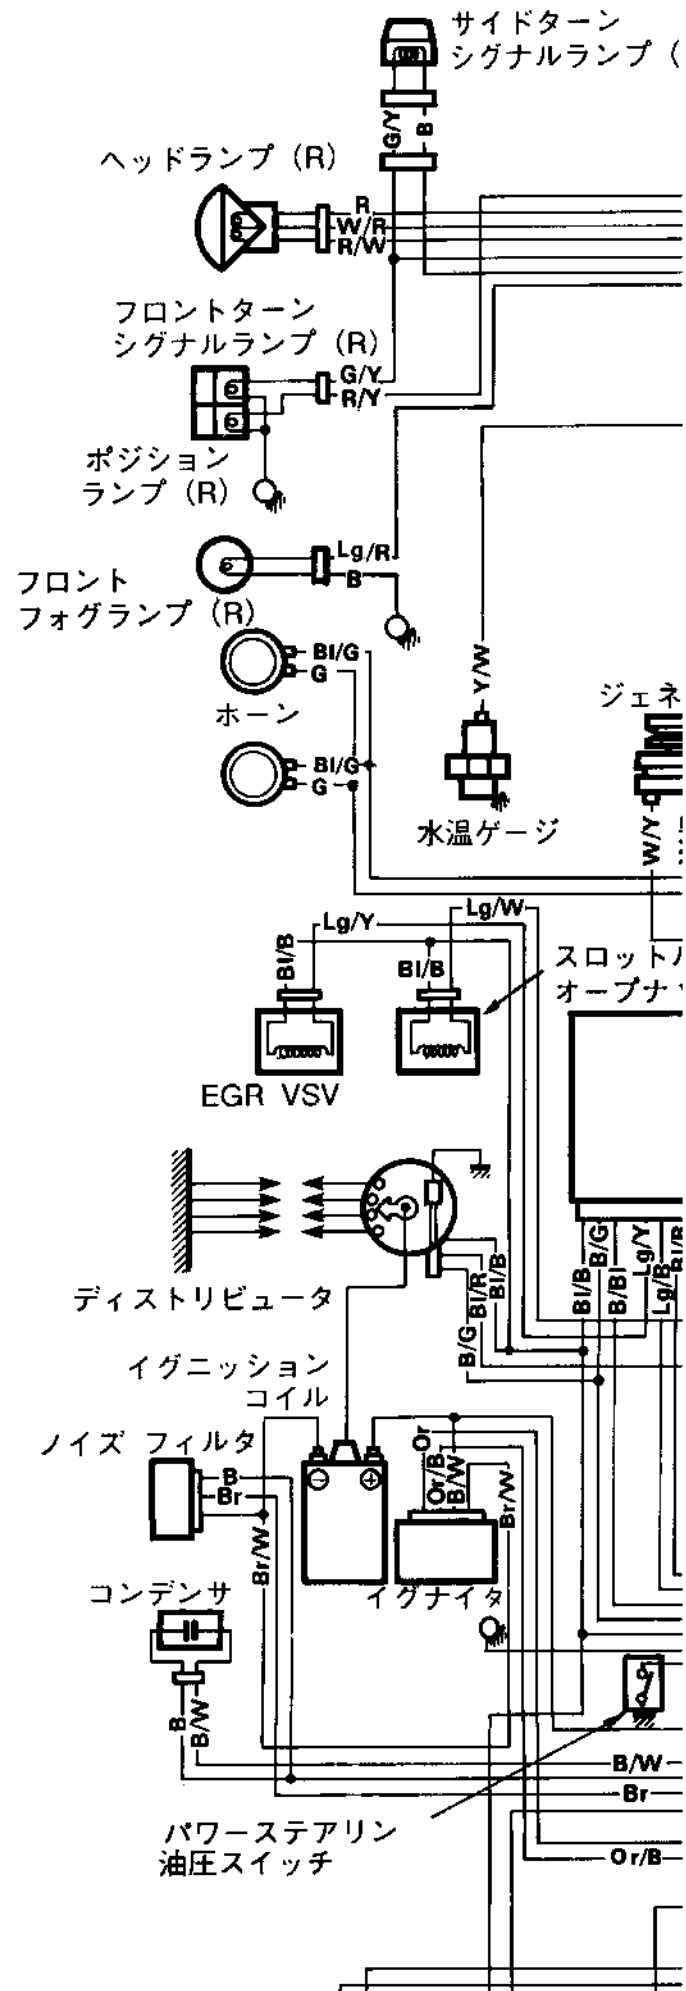 サイドターン
シグナルランプ (
G/Y
B
ヘッドランプ (R)
R
W/R
R/W
フロントターン
シグナルランプ (R)
G/Y
R/Y
ポジション
ランプ (R)
Lg/R
B
フロント
フォグランプ (R)
Bl/G
G
ホーン
Bl/G
G
Y/W
水温ゲージ
ジェネ
W/Y
Lg/W
Lg/Y
Bl/B
Bl/B
スロットル
オープナ
EGR VSV
ディストリビュータ
B/G
Bl/R
Bl/B
Bl/B
B/G
B/Bl
Lg/Y
Lg/B
イグニッション
コイル
ノイズ フィルタ
B
Br
Br/W
Or
Or/B
B/W
Br/W
イグナイタ
コンデンサ
B
B/W
B/W
Br
パワーステアリン
油圧スイッチ
Or/B